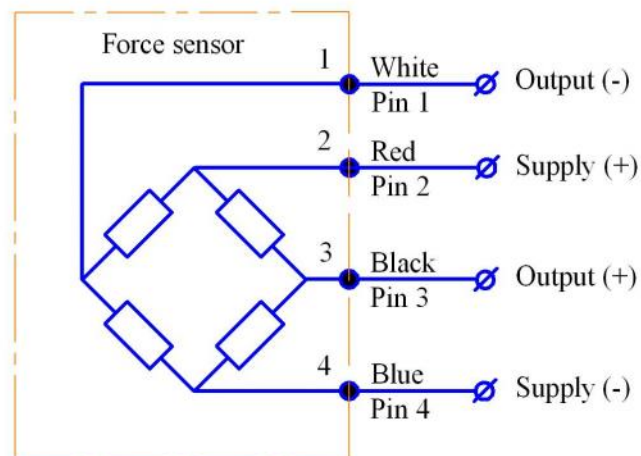 Force sensor
1
White
Pin 1
Output (-)
2
Red
Pin 2
Supply (+)
3
Black
Pin 3
Output (+)
4
Blue
Pin 4
Supply (-)